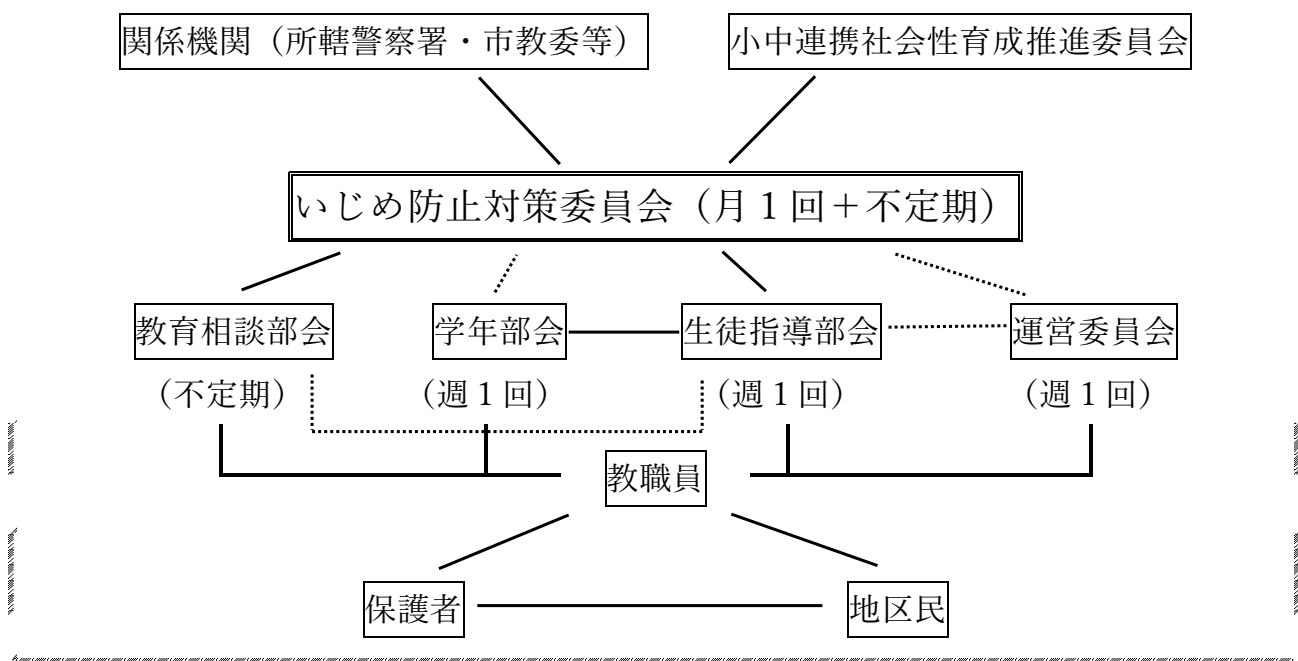 関係機関（所轄警察署・市教委等）
小中連携社会性育成推進委員会
いじめ防止対策委員会（月１回＋不定期）
教育相談部会
学年部会
生徒指導部会
運営委員会
（不定期）
（週１回）
（週１回）
（週１回）
教職員
保護者
地区民